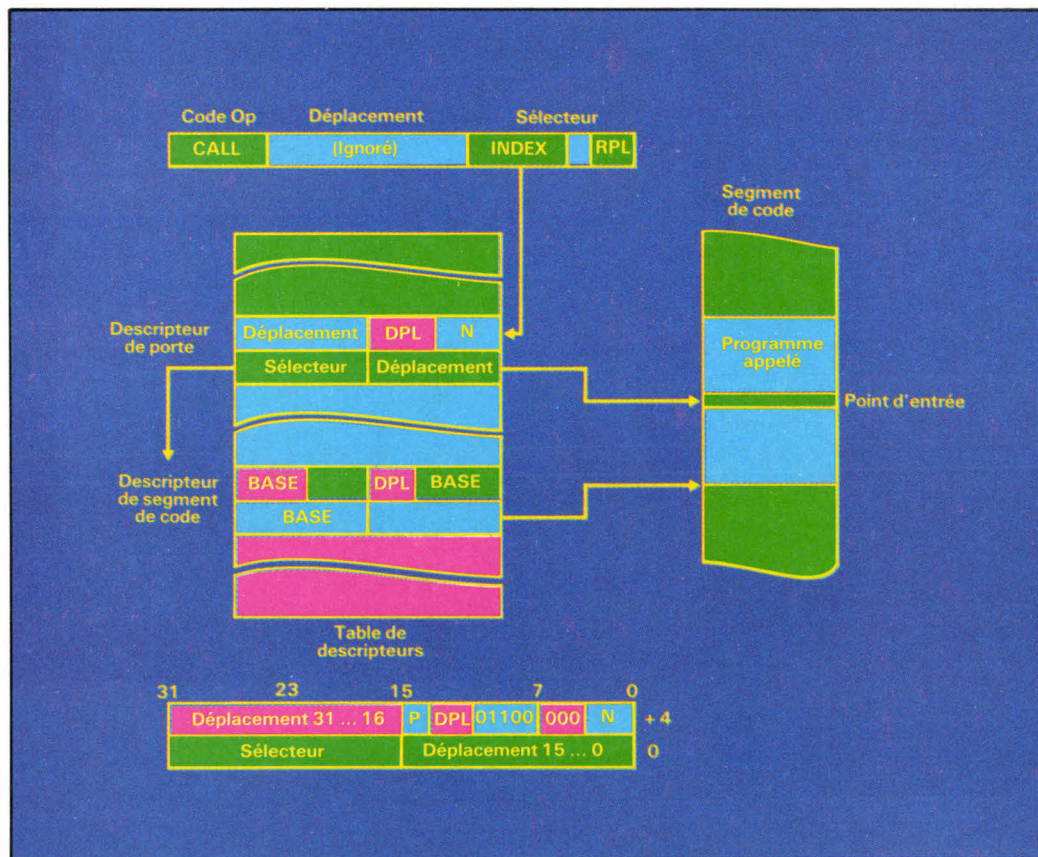 Code Op Déplacement Sélecteur
CALL (Ignoré) INDEX RPL
Segment
de code
Descripteur
de porte
Déplacement DPL N
Sélecteur Déplacement
Programme
appelé
Point d'entrée
Descripteur
de segment
de code
BASE DPL BASE
BASE
Table de
descripteurs
31 23 15 7 0
Déplacement 31 ... 16 P DPL 01100 000 N + 4
Sélecteur Déplacement 15 ... 0 0